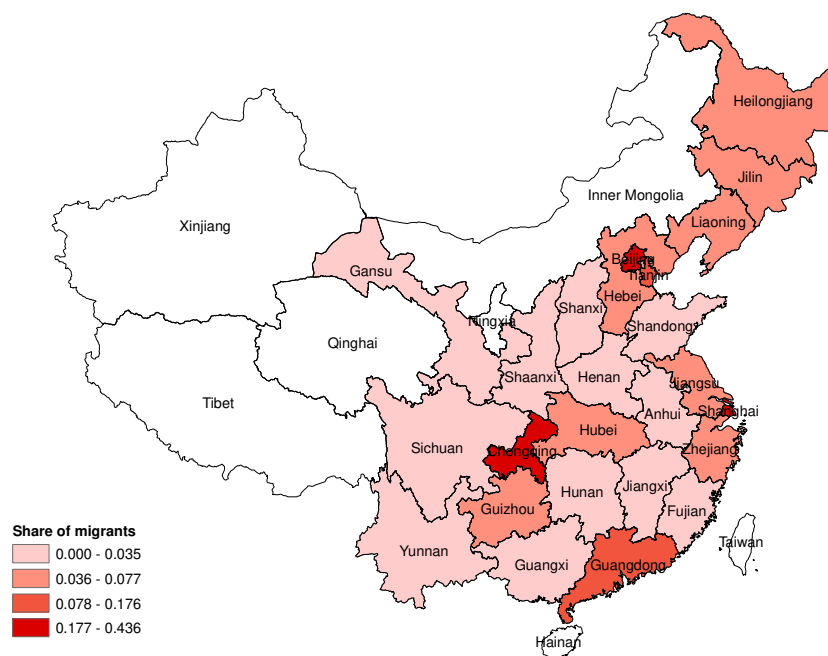 Heilongjiang
Jilin
Inner Mongolia
Liaoning
Xinjiang
Beijing
Tianjin
Gansu
Hebei
Shanxi
Ningxia
Shandong
Qinghai
Shaanxi
Henan
Jiangsu
Tibet
Anhui
Shanghai
Hubei
Sichuan
Chongqing
Zhejiang
Hunan
Jiangxi
Guizhou
Fujian
Share of migrants
0.000 - 0.035
0.036 - 0.077
0.078 - 0.176
0.177 - 0.436
Yunnan
Guangxi
Guangdong
Taiwan
Hainan